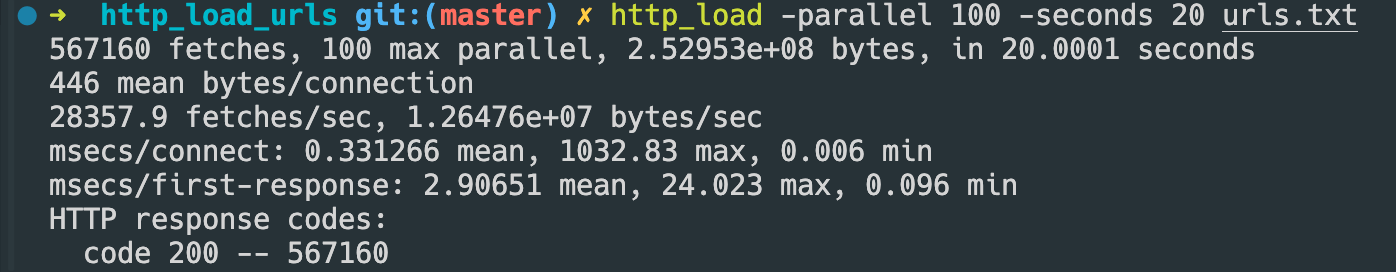 ➜ http_load_urls git:(master) ✗ http_load -parallel 100 -seconds 20 urls.txt
567160 fetches, 100 max parallel, 2.52953e+08 bytes, in 20.0001 seconds
446 mean bytes/connection
28357.9 fetches/sec, 1.26476e+07 bytes/sec
msecs/connect: 0.331266 mean, 1032.83 max, 0.006 min
msecs/first-response: 2.90651 mean, 24.023 max, 0.096 min
HTTP response codes:
  code 200 -- 567160